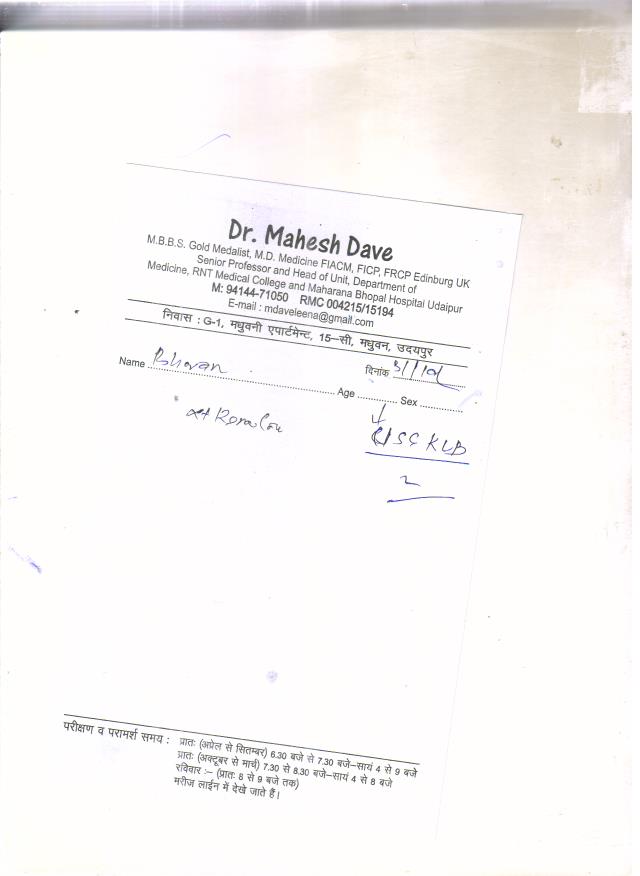 Dr. Mahesh Dave
M.B.B.S. Gold Medalist, M.D. Medicine FIACM, FICP, FRCP Edinburg UK
Senior Professor and Head of Unit, Department of
Medicine, RNT Medical College and Maharana Bhopal Hospital Udaipur
M: 94144-71050 RMC 004215/15194
E-mail : mdaveleena@gmail.com
निवास : G-1, मधुवनी एपार्टमेन्ट, 15-सी, मधुवन, उदयपुर
दिनांक
Name Bhavan Age Sex
USG KUB
परीक्षण व परामर्श समय : प्रातः (अप्रेल से सितम्बर) 6.30 बजे से 7.30 बजे-सायं 4 से 9 बजे
प्रातः (अक्टूबर से मार्च) 7.30 से 8.30 बजे-सायं 4 से 8 बजे
रविवार :- (प्रातः 8 से 9 बजे तक)
मरीज लाईन में देखे जाते हैं।